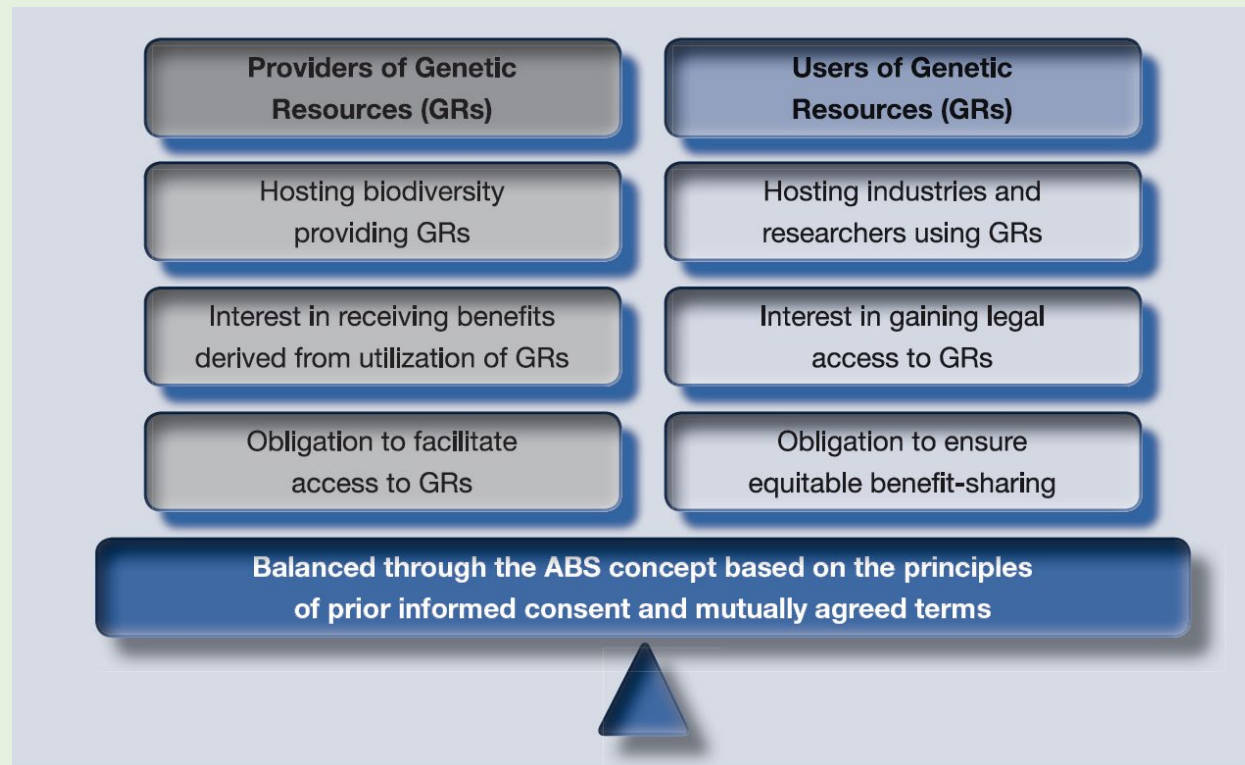 Providers of Genetic
Resources (GRs)
Users of Genetic
Resources (GRs)
Hosting biodiversity
providing GRs
Hosting industries and
researchers using GRs
Interest in receiving benefits
derived from utilization of GRs
Interest in gaining legal
access to GRs
Obligation to facilitate
access to GRs
Obligation to ensure
equitable benefit-sharing
Balanced through the ABS concept based on the principles
of prior informed consent and mutually agreed terms